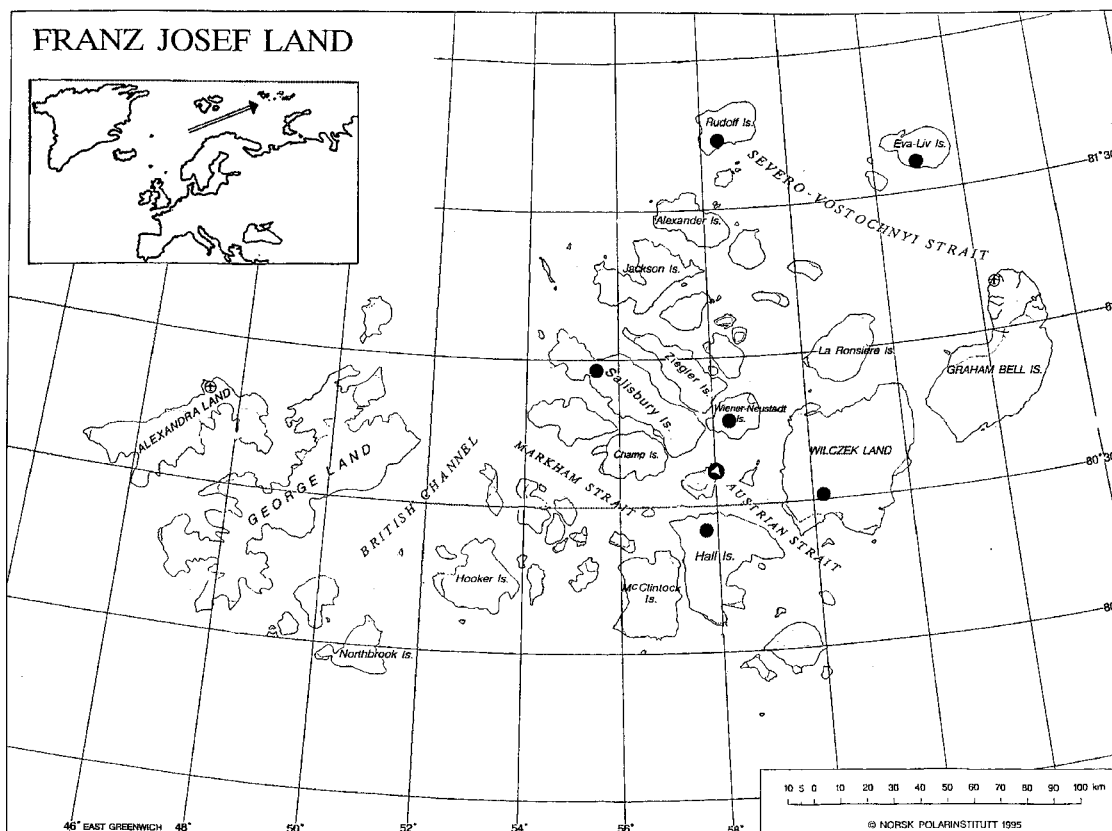 FRANZ JOSEF LAND
Rudolf Is.
Eva-Liv Is.
81° 30
SEVERO-VOSTOCHNYI STRAIT
Alexander Is.
Jackson Is.
La Ronsiere Is.
GRAHAM BELL IS.
Ziegler Is.
Salisbury Is.
Wiener-Neustadt
Is.
ALEXANDRA LAND
GEORGE LAND
BRITISH CHANNEL
MARKHAM STRAIT
Champ Is.
WILCZEK LAND
80° 30
AUSTRIAN STRAIT
Hall Is.
Hooker Is.
Mc Clintock
Is.
Northbrook Is.
46° EAST GREENWICH
48°
50°
52°
54°
56°
58°
10 5 0 10 20 30 40 50 60 70 80 90 100 km
© NORSK POLARINSTITUTT 1995